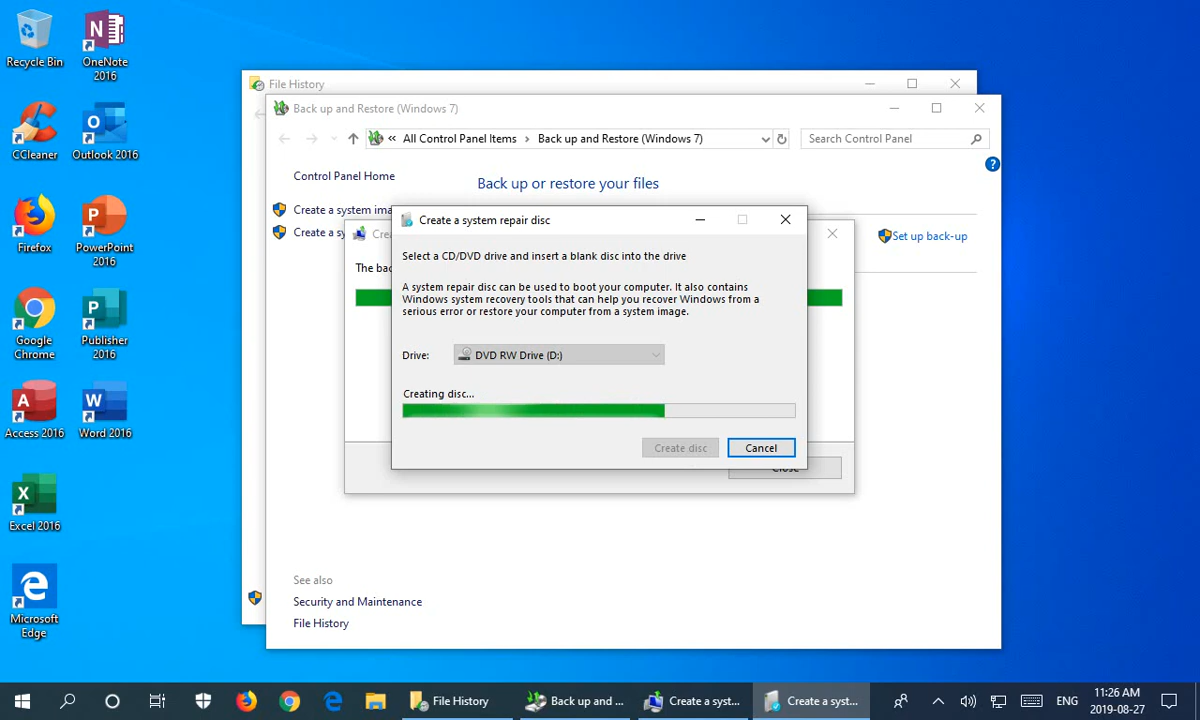 Recycle Bin
OneNote
2016
CCleaner
Outlook 2016
Firefox
PowerPoint
2016
Google
Chrome
Publisher
2016
Access 2016
Word 2016
Excel 2016
Microsoft
Edge
File History
Back up and Restore (Windows 7)
« All Control Panel Items › Back up and Restore (Windows 7)
Search Control Panel
Control Panel Home
Back up or restore your files
Create a system ima
Create a sy
Set up back-up
Crea
The bac
Create a system repair disc
Select a CD/DVD drive and insert a blank disc into the drive
A system repair disc can be used to boot your computer. It also contains
Windows system recovery tools that can help you recover Windows from a
serious error or restore your computer from a system image.
Drive: DVD RW Drive (D:)
Creating disc...
Create disc Cancel
Close
See also
Security and Maintenance
File History
File History Back up and ... Create a syst... Create a syst... ENG
11:26 AM
2019-08-27